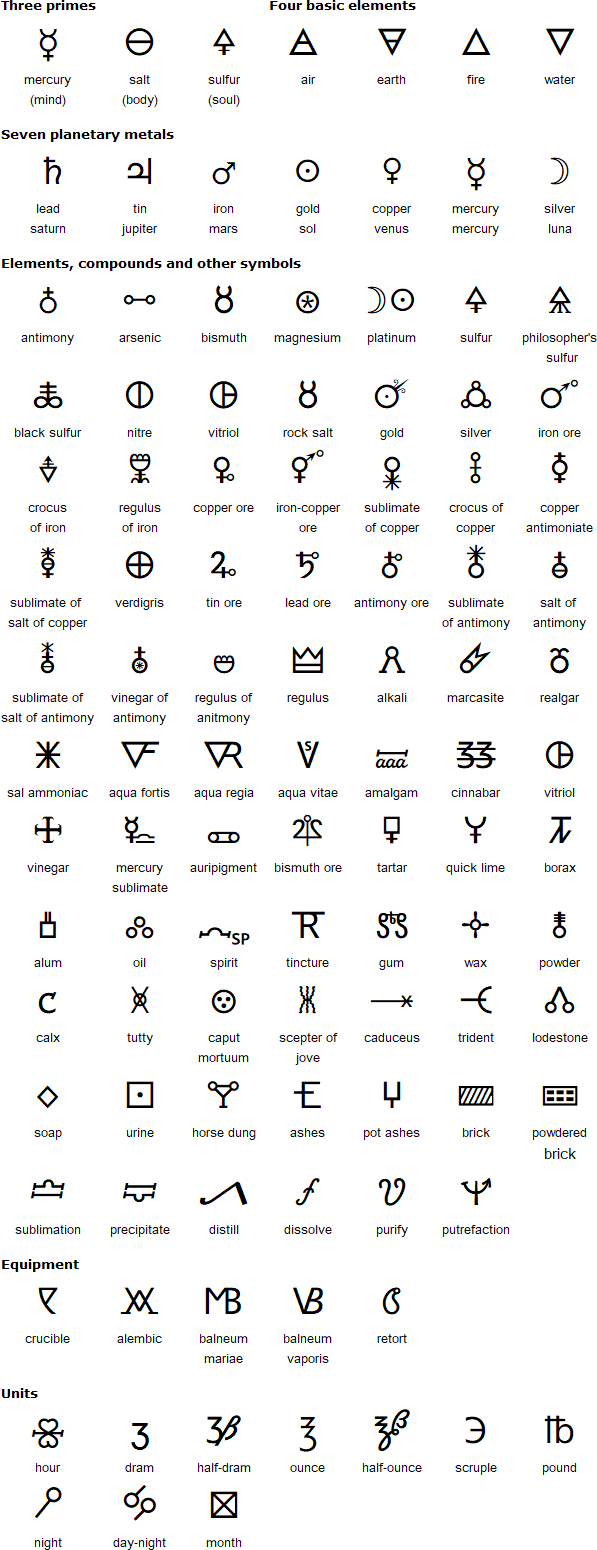 Three primes Four basic elements
mercury salt sulfur air earth fire water
(mind) (body) (soul)
Seven planetary metals
lead tin iron gold copper mercury silver
saturn jupiter mars sol venus mercury luna
Elements, compounds and other symbols
antimony arsenic bismuth magnesium platinum sulfur philosopher's
sulfur
black sulfur nitre vitriol rock salt gold silver iron ore
crocus regulus copper ore iron-copper sublimate crocus of copper
of iron of iron ore of copper copper antimoniate
sublimate of verdigris tin ore lead ore antimony ore sublimate salt of
salt of copper of antimony antimony
sublimate of vinegar of regulus of regulus alkali marcasite realgar
salt of antimony antimony anitmony
sal ammoniac aqua fortis aqua regia aqua vitae amalgam cinnabar vitriol
vinegar mercury auripigment bismuth ore tartar quick lime borax
sublimate
alum oil spirit tincture gum wax powder
calx tutty caput scepter of caduceus trident lodestone
mortuum jove
soap urine horse dung ashes pot ashes brick powdered
brick
sublimation precipitate distill dissolve purify putrefaction
Equipment
crucible alembic balneum balneum retort
mariae vaporis
Units
hour dram half-dram ounce half-ounce scruple pound
night day-night month